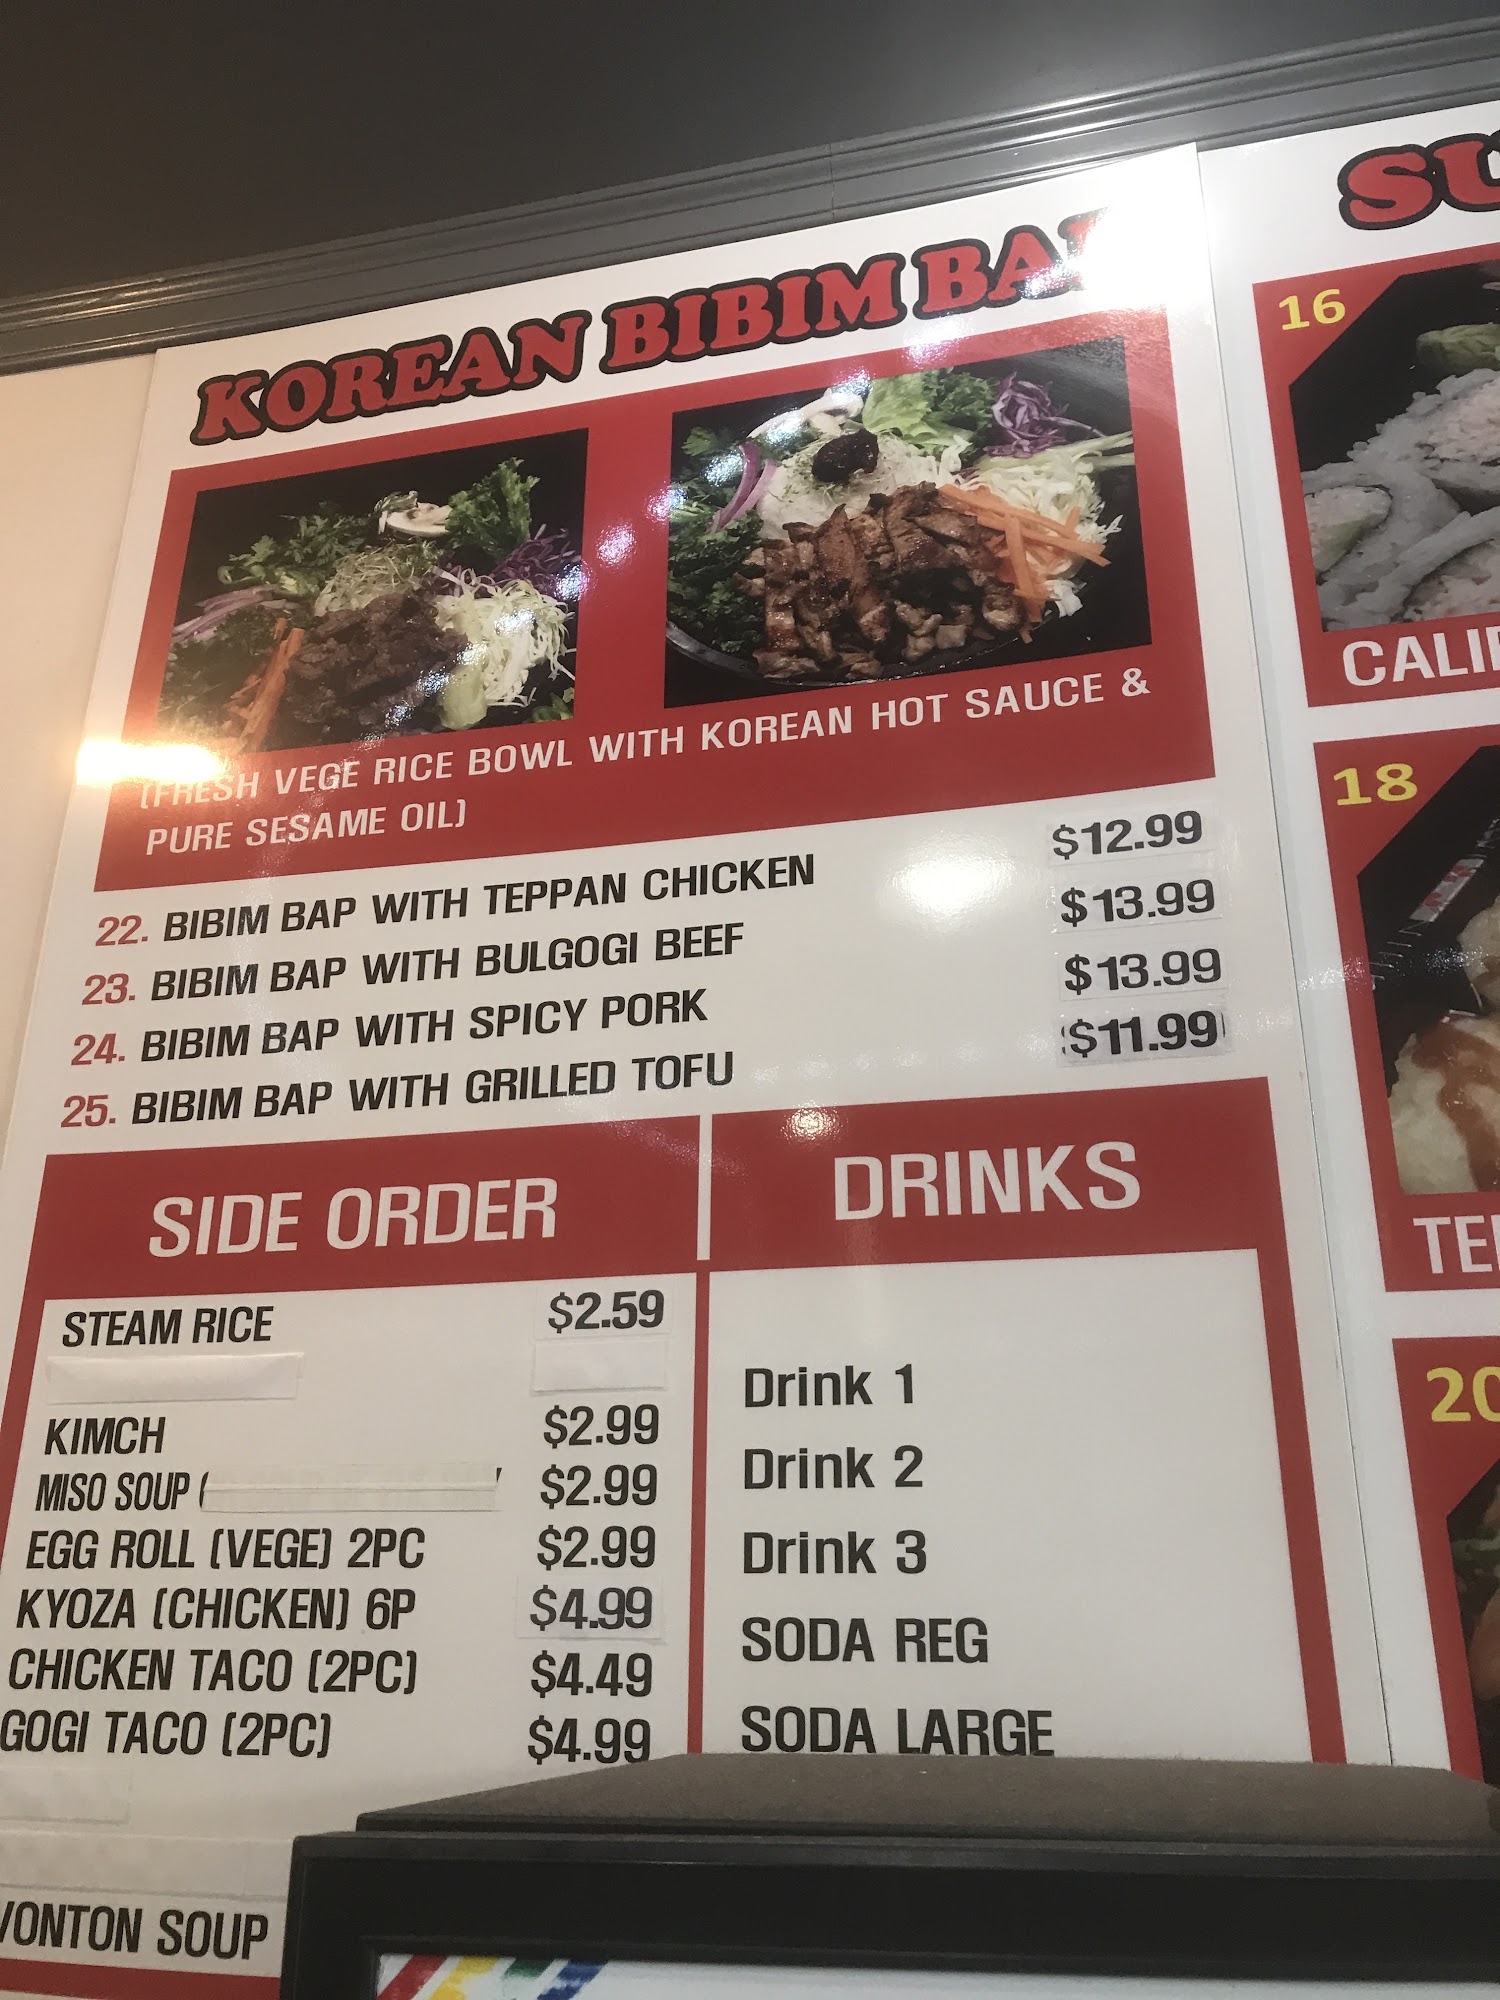 KOREAN BIBIM BAP
(FRESH VEGE RICE BOWL WITH KOREAN HOT SAUCE &
PURE SESAME OIL)
22. BIBIM BAP WITH TEPPAN CHICKEN $12.99
23. BIBIM BAP WITH BULGOGI BEEF $13.99
24. BIBIM BAP WITH SPICY PORK $13.99
25. BIBIM BAP WITH GRILLED TOFU $11.99
SIDE ORDER
STEAM RICE $2.59
KIMCH $2.99
MISO SOUP ( $2.99
EGG ROLL (VEGE) 2PC $2.99
KYOZA (CHICKEN) 6P $4.99
CHICKEN TACO (2PC) $4.49
GOGI TACO (2PC) $4.99
WONTON SOUP
DRINKS
Drink 1
Drink 2
Drink 3
SODA REG
SODA LARGE
SU
16
CALI
18
TE
20